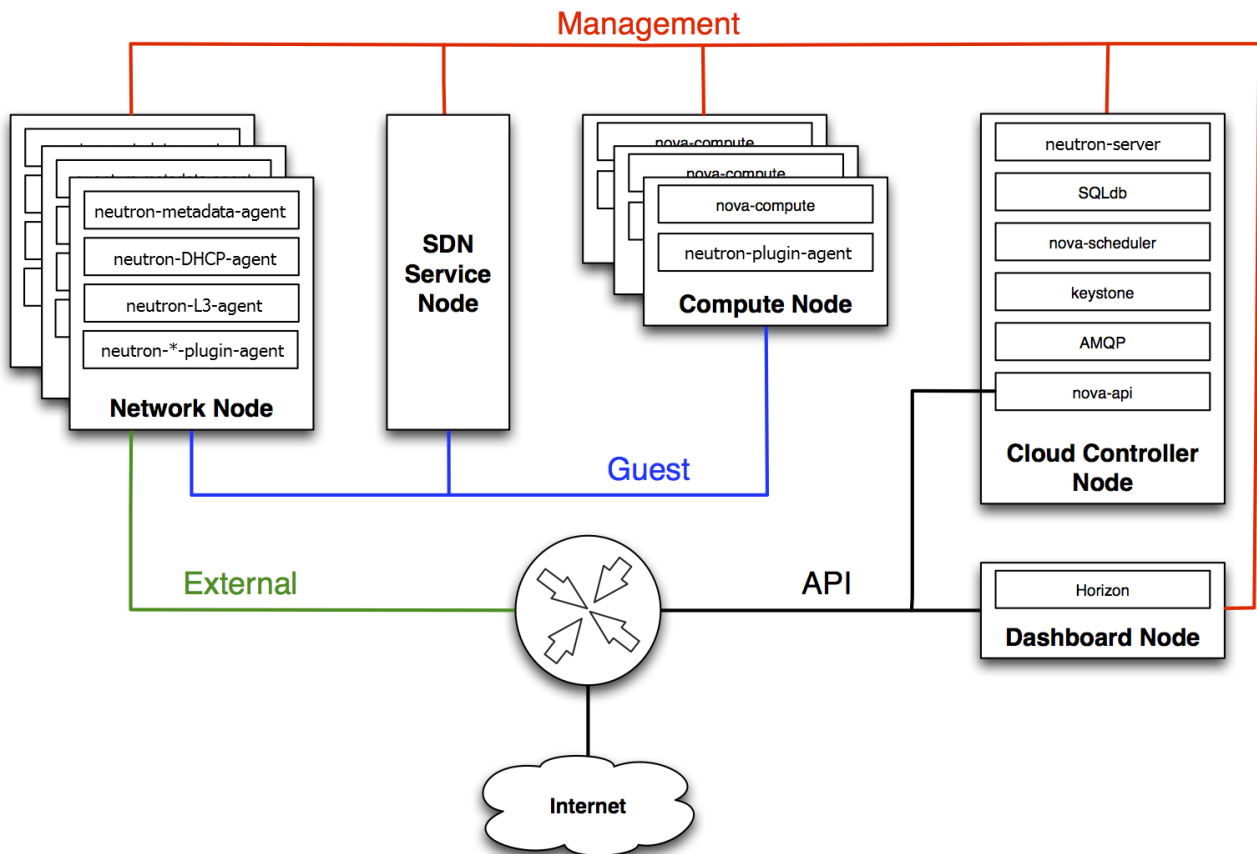 Management
neutron-metadata-agent
neutron-DHCP-agent
neutron-L3-agent
neutron-*-plugin-agent
Network Node
SDN
Service
Node
nova-compute
nova-compute
nova-compute
neutron-plugin-agent
Compute Node
neutron-server
SQLdb
nova-scheduler
keystone
AMQP
nova-api
Cloud Controller
Node
Guest
External
API
Horizon
Dashboard Node
Internet